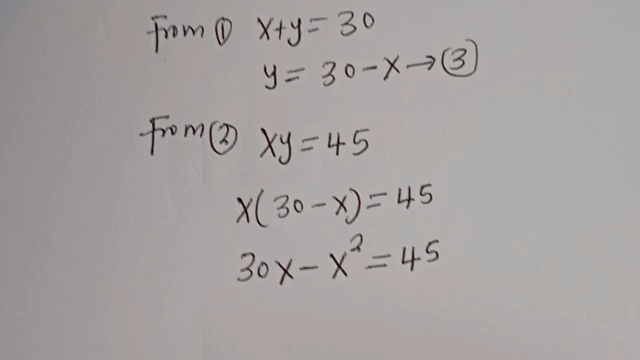 From ① x+y=30
y=30-x→③
From ② xy=45
x(30-x)=45
30x-x²=45